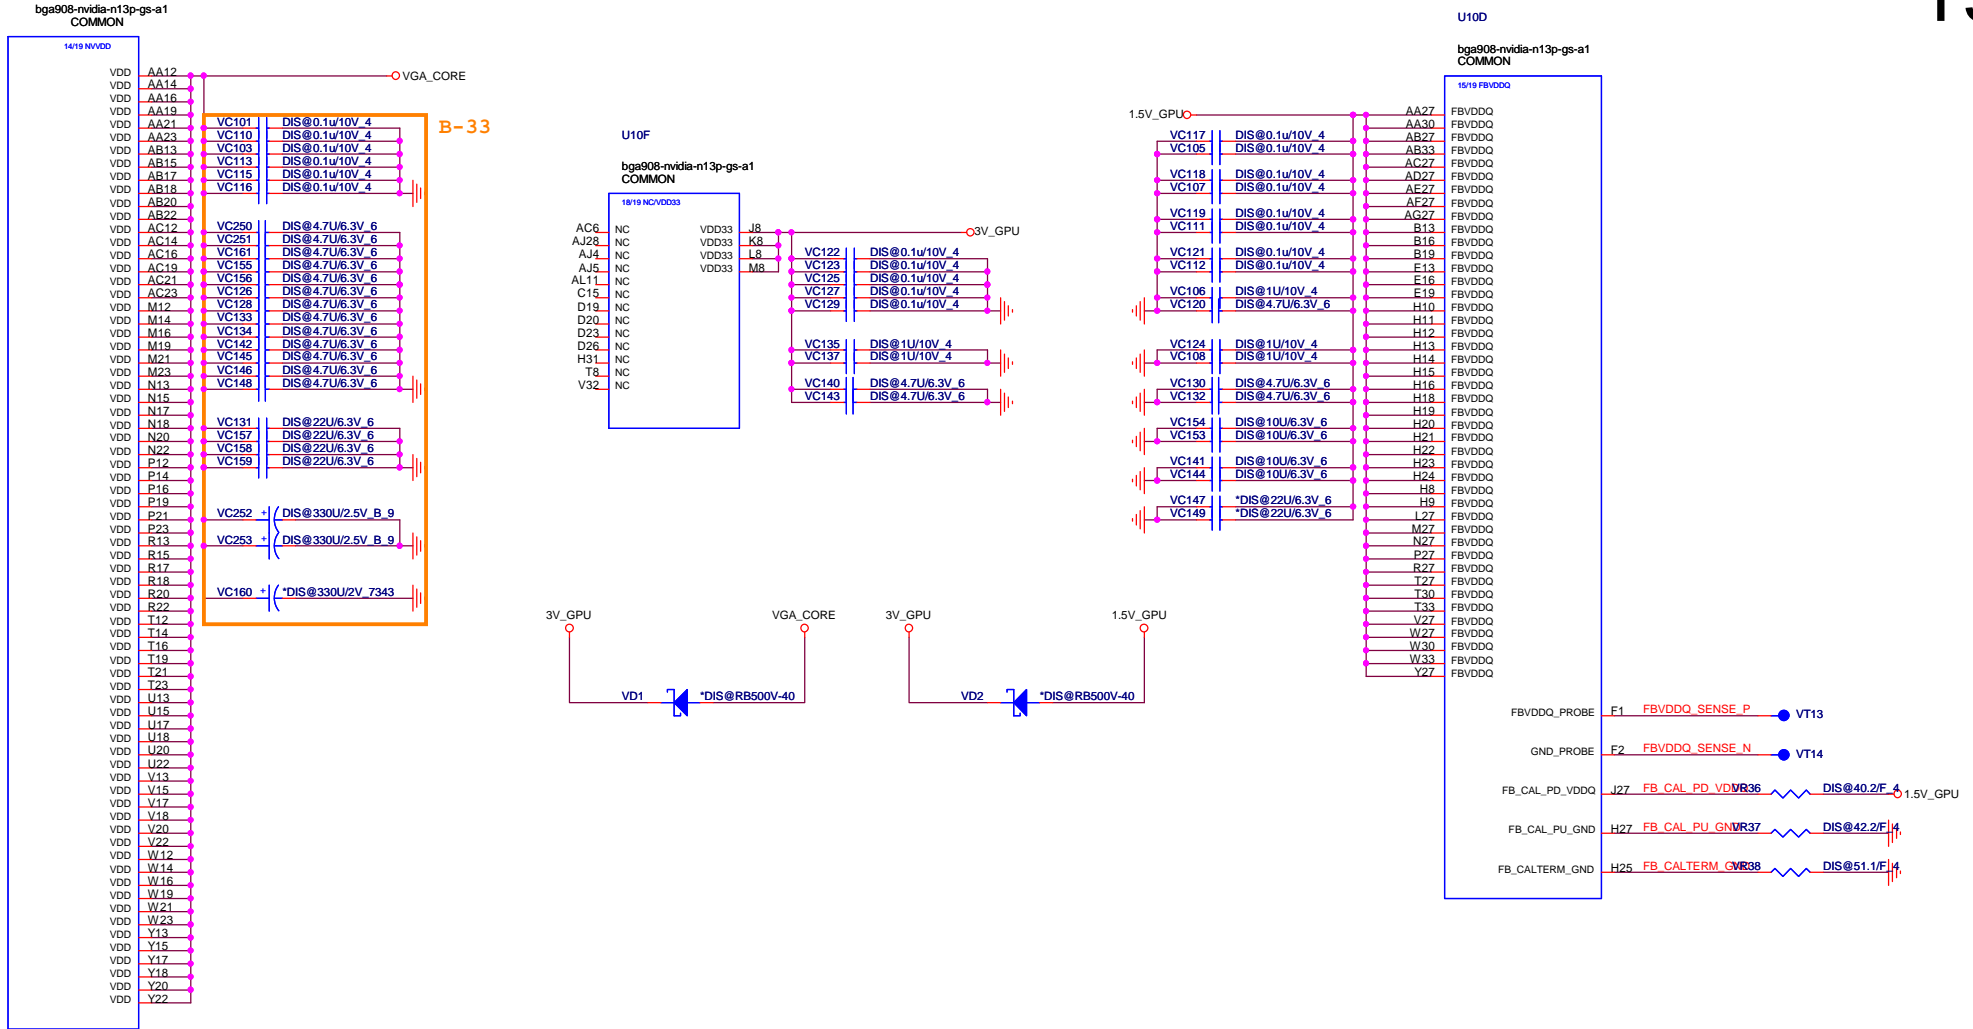 bga908-nvidia-n13p-gs-a1
COMMON
14/19 NVVDD
VDD AA12
VDD AA14
VDD AA16
VDD AA19
VDD AA21
VDD AA23
VDD AB13
VDD AB15
VDD AB17
VDD AB18
VDD AB20
VDD AB22
VDD AC12
VDD AC14
VDD AC16
VDD AC19
VDD AC21
VDD AC23
VDD M12
VDD M14
VDD M16
VDD M19
VDD M21
VDD M23
VDD N13
VDD N15
VDD N17
VDD N18
VDD N20
VDD N22
VDD P12
VDD P14
VDD P16
VDD P19
VDD P21
VDD P23
VDD R13
VDD R15
VDD R17
VDD R18
VDD R20
VDD R22
VDD T12
VDD T14
VDD T16
VDD T19
VDD T21
VDD T23
VDD U13
VDD U15
VDD U17
VDD U18
VDD U20
VDD U22
VDD V13
VDD V15
VDD V17
VDD V18
VDD V20
VDD V22
VDD W12
VDD W14
VDD W16
VDD W19
VDD W21
VDD W23
VDD Y13
VDD Y15
VDD Y17
VDD Y18
VDD Y20
VDD Y22
VGA_CORE
B-33
VC101 DIS@0.1u/10V_4
VC110 DIS@0.1u/10V_4
VC103 DIS@0.1u/10V_4
VC113 DIS@0.1u/10V_4
VC115 DIS@0.1u/10V_4
VC116 DIS@0.1u/10V_4
VC250 DIS@4.7U/6.3V_6
VC251 DIS@4.7U/6.3V_6
VC161 DIS@4.7U/6.3V_6
VC155 DIS@4.7U/6.3V_6
VC156 DIS@4.7U/6.3V_6
VC126 DIS@4.7U/6.3V_6
VC128 DIS@4.7U/6.3V_6
VC133 DIS@4.7U/6.3V_6
VC134 DIS@4.7U/6.3V_6
VC142 DIS@4.7U/6.3V_6
VC145 DIS@4.7U/6.3V_6
VC146 DIS@4.7U/6.3V_6
VC148 DIS@4.7U/6.3V_6
VC131 DIS@22U/6.3V_6
VC157 DIS@22U/6.3V_6
VC158 DIS@22U/6.3V_6
VC159 DIS@22U/6.3V_6
VC252 + DIS@330U/2.5V_B_9
VC253 + DIS@330U/2.5V_B_9
VC160 + *DIS@330U/2V_7343
U10F
bga908-nvidia-n13p-gs-a1
COMMON
18/19 NC/VDD33
AC6 NC
AJ28 NC
AJ4 NC
AJ5 NC
AL11 NC
C15 NC
D19 NC
D20 NC
D23 NC
D26 NC
H31 NC
T8 NC
V32 NC
VDD33 J8
VDD33 K8
VDD33 L8
VDD33 M8
3V_GPU
VC122 DIS@0.1u/10V_4
VC123 DIS@0.1u/10V_4
VC125 DIS@0.1u/10V_4
VC127 DIS@0.1u/10V_4
VC129 DIS@0.1u/10V_4
VC135 DIS@1U/10V_4
VC137 DIS@1U/10V_4
VC140 DIS@4.7U/6.3V_6
VC143 DIS@4.7U/6.3V_6
3V_GPU VGA_CORE
VD1 *DIS@RB500V-40
3V_GPU 1.5V_GPU
VD2 *DIS@RB500V-40
1.5V_GPU
VC117 DIS@0.1u/10V_4
VC105 DIS@0.1u/10V_4
VC118 DIS@0.1u/10V_4
VC107 DIS@0.1u/10V_4
VC119 DIS@0.1u/10V_4
VC111 DIS@0.1u/10V_4
VC121 DIS@0.1u/10V_4
VC112 DIS@0.1u/10V_4
VC106 DIS@1U/10V_4
VC120 DIS@4.7U/6.3V_6
VC124 DIS@1U/10V_4
VC108 DIS@1U/10V_4
VC130 DIS@4.7U/6.3V_6
VC132 DIS@4.7U/6.3V_6
VC154 DIS@10U/6.3V_6
VC153 DIS@10U/6.3V_6
VC141 DIS@10U/6.3V_6
VC144 DIS@10U/6.3V_6
VC147 *DIS@22U/6.3V_6
VC149 *DIS@22U/6.3V_6
U10D
bga908-nvidia-n13p-gs-a1
COMMON
15/19 FBVDDQ
AA27 FBVDDQ
AA30 FBVDDQ
AB27 FBVDDQ
AB33 FBVDDQ
AC27 FBVDDQ
AD27 FBVDDQ
AE27 FBVDDQ
AF27 FBVDDQ
AG27 FBVDDQ
B13 FBVDDQ
B16 FBVDDQ
B19 FBVDDQ
E13 FBVDDQ
E16 FBVDDQ
E19 FBVDDQ
H10 FBVDDQ
H11 FBVDDQ
H12 FBVDDQ
H13 FBVDDQ
H14 FBVDDQ
H15 FBVDDQ
H16 FBVDDQ
H18 FBVDDQ
H19 FBVDDQ
H20 FBVDDQ
H21 FBVDDQ
H22 FBVDDQ
H23 FBVDDQ
H24 FBVDDQ
H8 FBVDDQ
H9 FBVDDQ
L27 FBVDDQ
M27 FBVDDQ
N27 FBVDDQ
P27 FBVDDQ
R27 FBVDDQ
T27 FBVDDQ
T30 FBVDDQ
T33 FBVDDQ
V27 FBVDDQ
W27 FBVDDQ
W30 FBVDDQ
W33 FBVDDQ
Y27 FBVDDQ
FBVDDQ_PROBE F1 FBVDDQ_SENSE_P VT13
GND_PROBE F2 FBVDDQ_SENSE_N VT14
FB_CAL_PD_VDDQ J27 VR36 DIS@40.2/F_4 1.5V_GPU
FB_CAL_PU_GND H27 FB_CAL_PU_GND VR37 DIS@42.2/F_4
FB_CALTERM_GND H25 VR38 DIS@51.1/F_4